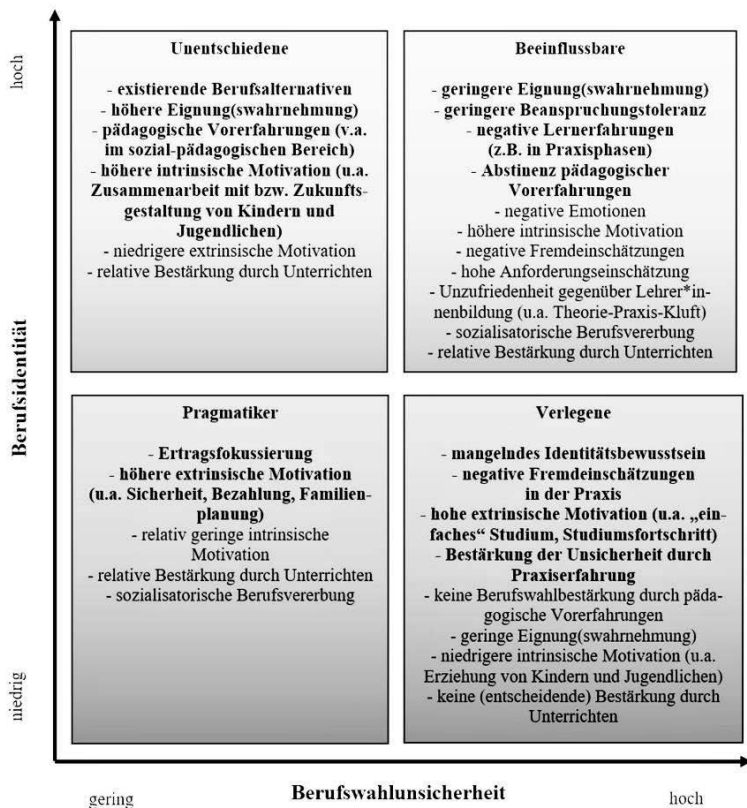 hoch
Berufsidentität
niedrig
Unentschiedene
- existierende Berufsalternativen
- höhere Eignung(swahrnehmung)
- pädagogische Vorerfahrungen (v.a.
im sozial-pädagogischen Bereich)
- höhere intrinsische Motivation (u.a.
Zusammenarbeit mit bzw. Zukunfts-
gestaltung von Kindern und
Jugendlichen)
- niedrigere extrinsische Motivation
- relative Bestärkung durch Unterrichten
Beeinflussbare
- geringere Eignung(swahrnehmung)
- geringere Beanspruchungstoleranz
- negative Lernerfahrungen
(z.B. in Praxisphasen)
- Abstinenz pädagogischer
Vorerfahrungen
- negative Emotionen
- höhere intrinsische Motivation
- negative Fremdeinschätzungen
- hohe Anforderungseinschätzung
- Unzufriedenheit gegenüber Lehrer*in-
nenbildung (u.a. Theorie-Praxis-Kluft)
- sozialisatorische Berufsvererbung
- relative Bestärkung durch Unterrichten
Pragmatiker
- Ertragsfokussierung
- höhere extrinsische Motivation
(u.a. Sicherheit, Bezahlung, Familien-
planung)
- relativ geringe intrinsische
Motivation
- relative Bestärkung durch Unterrichten
- sozialisatorische Berufsvererbung
Verlegene
- mangelndes Identitätsbewusstsein
- negative Fremdeinschätzungen
in der Praxis
- hohe extrinsische Motivation (u.a. „ein-
faches“ Studium, Studiumsfortschritt)
- Bestärkung der Unsicherheit durch
Praxiserfahrung
- keine Berufswahlbestärkung durch päda-
gogische Vorerfahrungen
- geringe Eignung(swahrnehmung)
- niedrigere intrinsische Motivation (u.a.
Erziehung von Kindern und Jugendlichen)
- keine (entscheidende) Bestärkung durch
Unterrichten
gering
Berufswahlunsicherheit
hoch